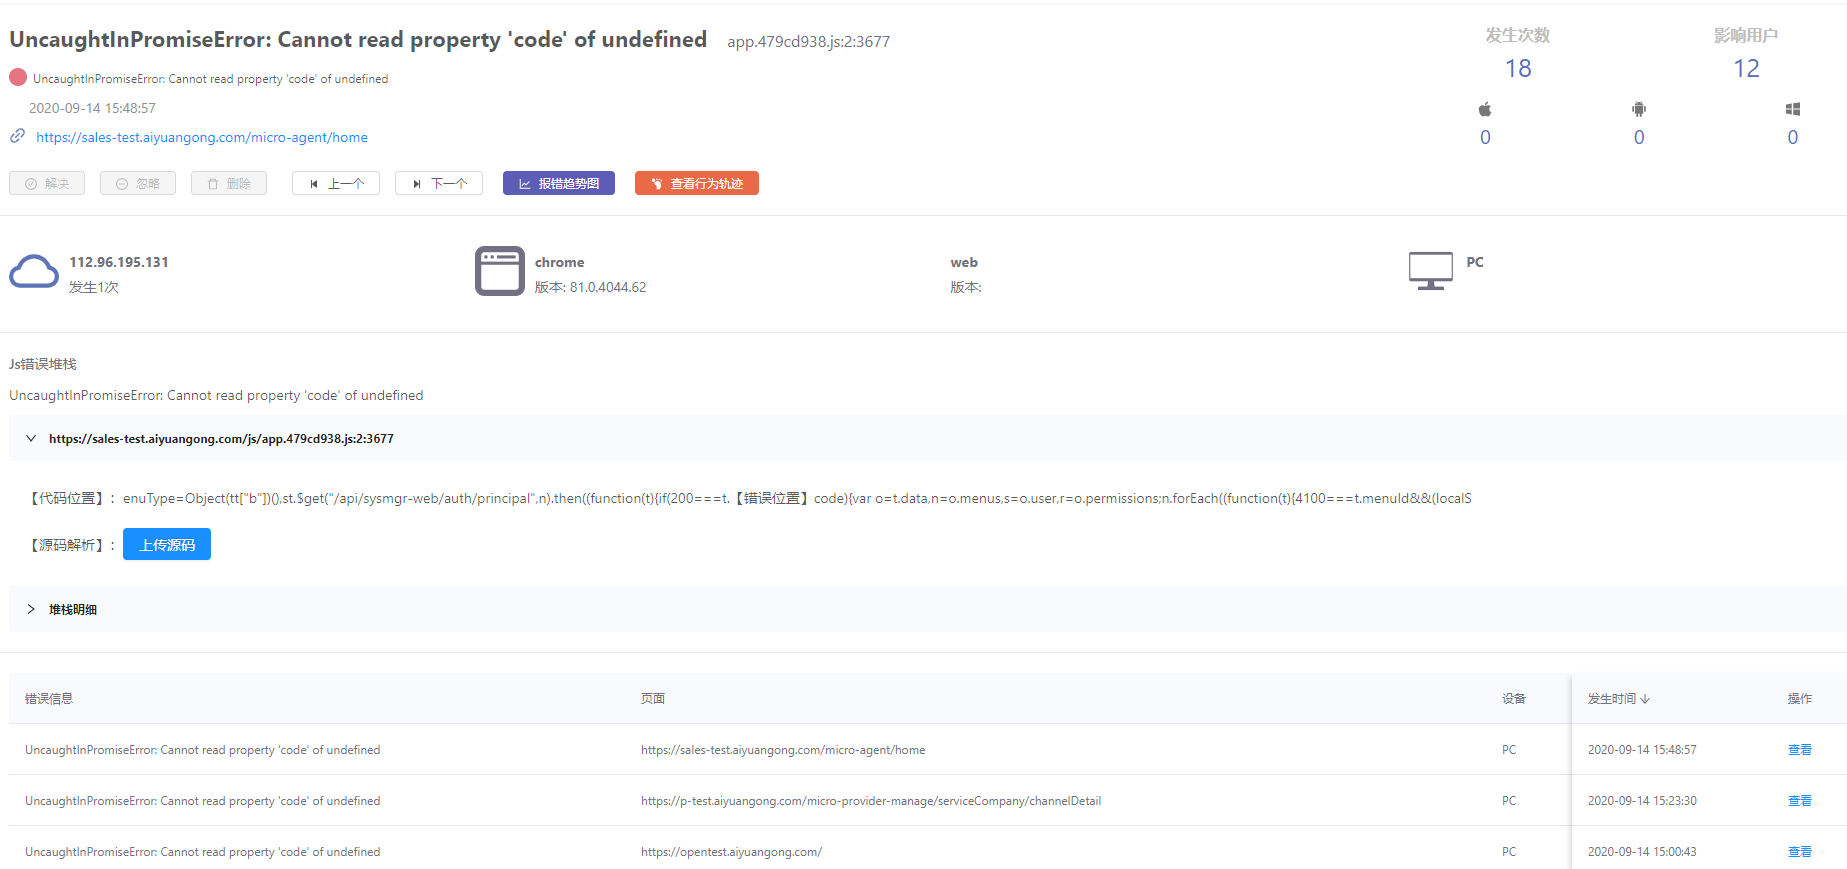 UncaughtInPromiseError: Cannot read property 'code' of undefined app.479cd938.js:2:3677
发生次数 影响用户
18 12
UncaughtInPromiseError: Cannot read property 'code' of undefined
2020-09-14 15:48:57
https://sales-test.aiyuangong.com/micro-agent/home
0 0 0
解决 忽略 删除 上一个 下一个 报错趋势图 查看行为轨迹
112.96.195.131 chrome web PC
发生1次 版本: 81.0.4044.62 版本:
Js错误堆栈
UncaughtInPromiseError: Cannot read property 'code' of undefined
https://sales-test.aiyuangong.com/js/app.479cd938.js:2:3677
【代码位置】: enuType=Object(tt["b"])(),st.$get("/api/sysmgr-web/auth/principal",n).then((function(t){if(200===t.【错误位置】code){var o=t.data,n=o.menus,s=o.user,r=o.permissions;n.forEach((function(t){4100===t.menuId&&(localS
【源码解析】: 上传源码
堆栈明细
错误信息 页面 设备 发生时间 操作
UncaughtInPromiseError: Cannot read property 'code' of undefined https://sales-test.aiyuangong.com/micro-agent/home PC 2020-09-14 15:48:57 查看
UncaughtInPromiseError: Cannot read property 'code' of undefined https://p-test.aiyuangong.com/micro-provider-manage/serviceCompany/channelDetail PC 2020-09-14 15:23:30 查看
UncaughtInPromiseError: Cannot read property 'code' of undefined https://opentest.aiyuangong.com/ PC 2020-09-14 15:00:43 查看